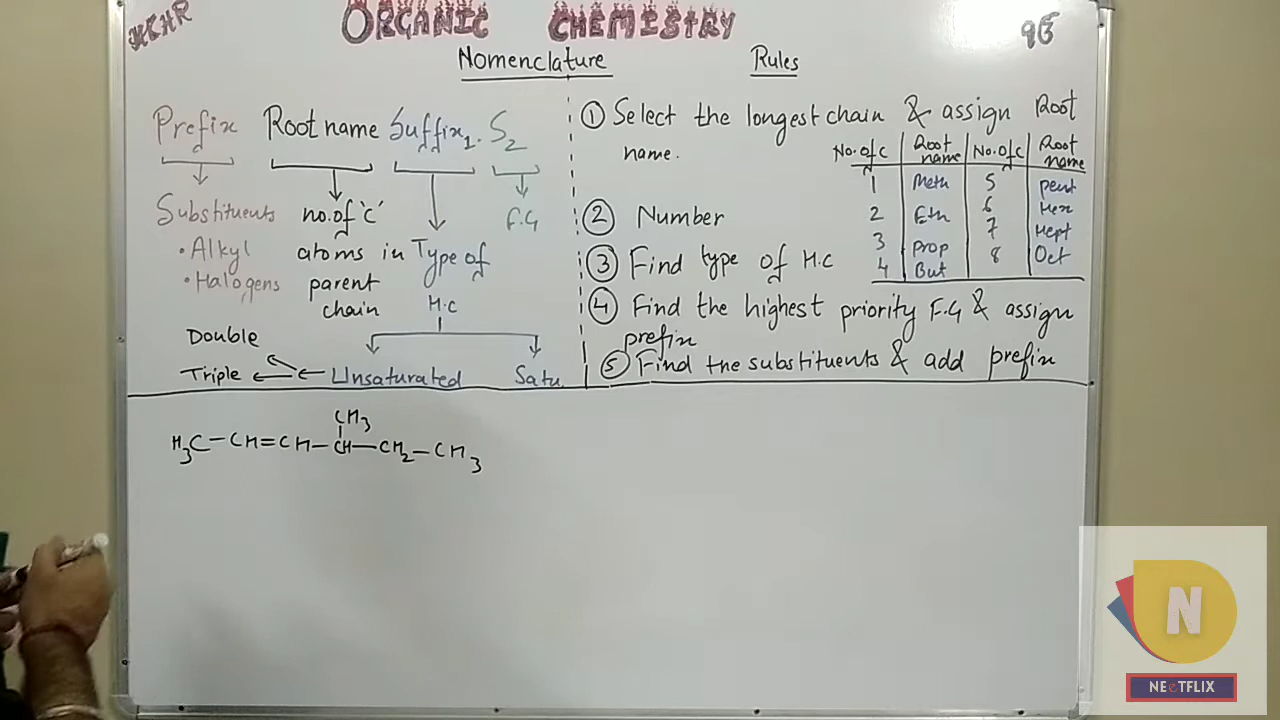 ORGANIC CHEMISTRY
Nomenclature
Prefix Root name Suffix1. S2
Substituents
• Alkyl
• Halogens
no. of 'C'
atoms in
parent
chain
F.G
Type of
H.C
Double
Triple
Unsaturated
Satu
Rules
① Select the longest chain & assign Root
name.
No. of C Root name No. of C Root name
1 Meth 5 pent
2 Eth 6 Hex
3 prop 7 Hept
4 But 8 Oct
② Number
③ Find type of H.C
④ Find the highest priority F.G & assign
prefix
⑤ Find the substituents & add prefix
CH3
H3C-CH=CH-CH-CH2-CH3
N
NEeTFLIX